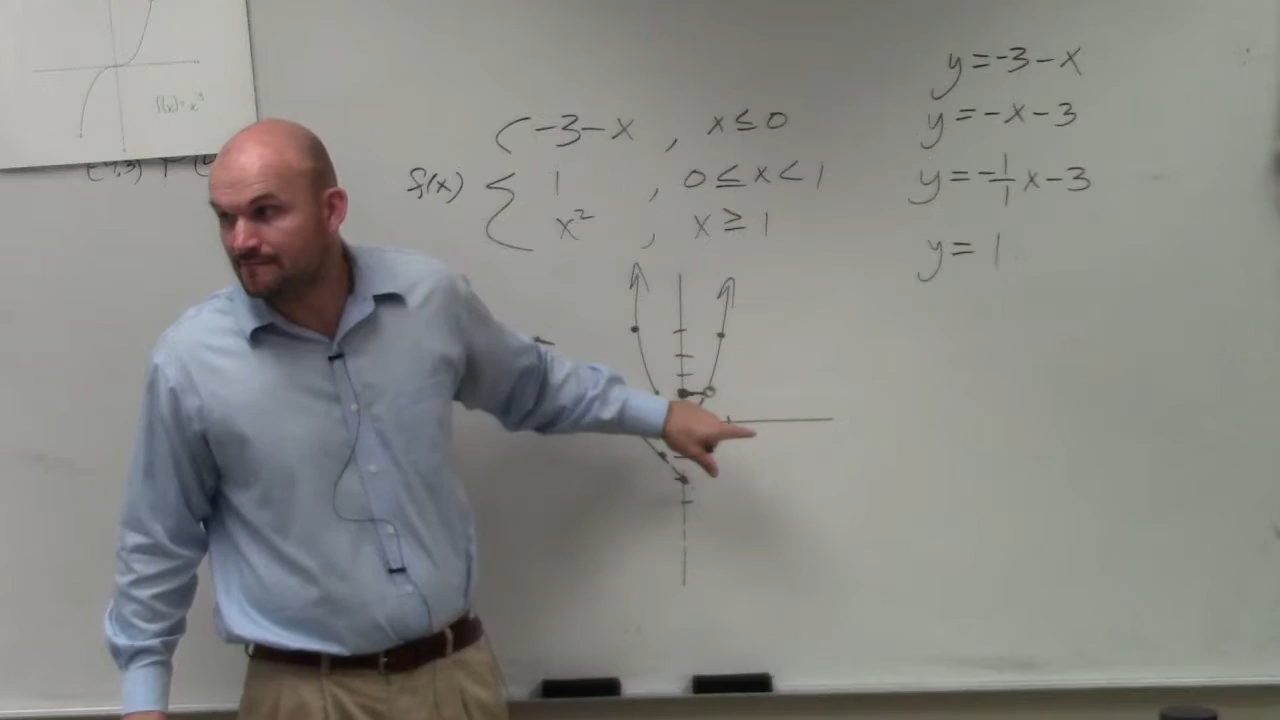 f(x) = x³
f(x) { -3-x , x ≤ 0
1 , 0 ≤ x < 1
x² , x ≥ 1
y = -3 - x
y = -x - 3
y = -1/1 x - 3
y = 1